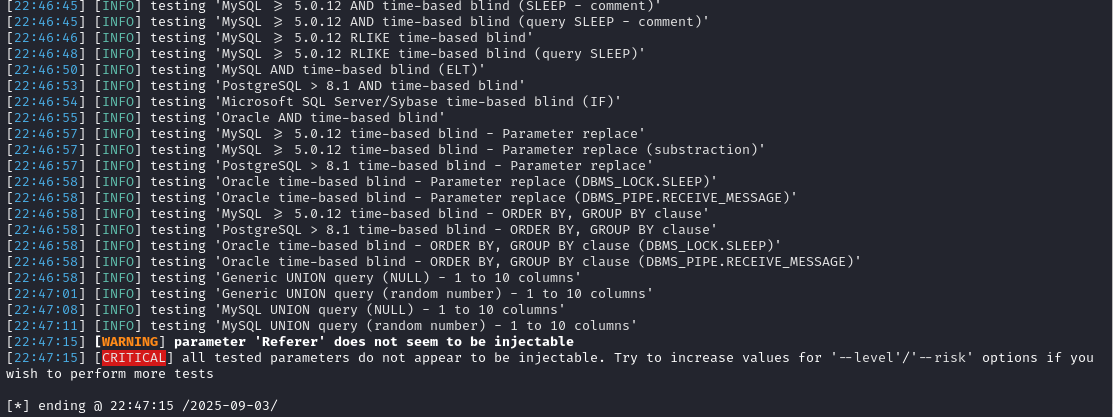 [22:46:45] [INFO] testing 'MySQL ≥ 5.0.12 AND time-based blind (SLEEP - comment)'
[22:46:45] [INFO] testing 'MySQL ≥ 5.0.12 AND time-based blind (query SLEEP - comment)'
[22:46:46] [INFO] testing 'MySQL ≥ 5.0.12 RLIKE time-based blind'
[22:46:48] [INFO] testing 'MySQL ≥ 5.0.12 RLIKE time-based blind (query SLEEP)'
[22:46:50] [INFO] testing 'MySQL AND time-based blind (ELT)'
[22:46:53] [INFO] testing 'PostgreSQL > 8.1 AND time-based blind'
[22:46:54] [INFO] testing 'Microsoft SQL Server/Sybase time-based blind (IF)'
[22:46:55] [INFO] testing 'Oracle AND time-based blind'
[22:46:57] [INFO] testing 'MySQL ≥ 5.0.12 time-based blind - Parameter replace'
[22:46:57] [INFO] testing 'MySQL ≥ 5.0.12 time-based blind - Parameter replace (substraction)'
[22:46:57] [INFO] testing 'PostgreSQL > 8.1 time-based blind - Parameter replace'
[22:46:58] [INFO] testing 'Oracle time-based blind - Parameter replace (DBMS_LOCK.SLEEP)'
[22:46:58] [INFO] testing 'Oracle time-based blind - Parameter replace (DBMS_PIPE.RECEIVE_MESSAGE)'
[22:46:58] [INFO] testing 'MySQL ≥ 5.0.12 time-based blind - ORDER BY, GROUP BY clause'
[22:46:58] [INFO] testing 'PostgreSQL > 8.1 time-based blind - ORDER BY, GROUP BY clause'
[22:46:58] [INFO] testing 'Oracle time-based blind - ORDER BY, GROUP BY clause (DBMS_LOCK.SLEEP)'
[22:46:58] [INFO] testing 'Oracle time-based blind - ORDER BY, GROUP BY clause (DBMS_PIPE.RECEIVE_MESSAGE)'
[22:46:58] [INFO] testing 'Generic UNION query (NULL) - 1 to 10 columns'
[22:47:01] [INFO] testing 'Generic UNION query (random number) - 1 to 10 columns'
[22:47:08] [INFO] testing 'MySQL UNION query (NULL) - 1 to 10 columns'
[22:47:11] [INFO] testing 'MySQL UNION query (random number) - 1 to 10 columns'
[22:47:15] [WARNING] parameter 'Referer' does not seem to be injectable
[22:47:15] [CRITICAL] all tested parameters do not appear to be injectable. Try to increase values for '--level'/'--risk' options if you
wish to perform more tests
[*] ending @ 22:47:15 /2025-09-03/